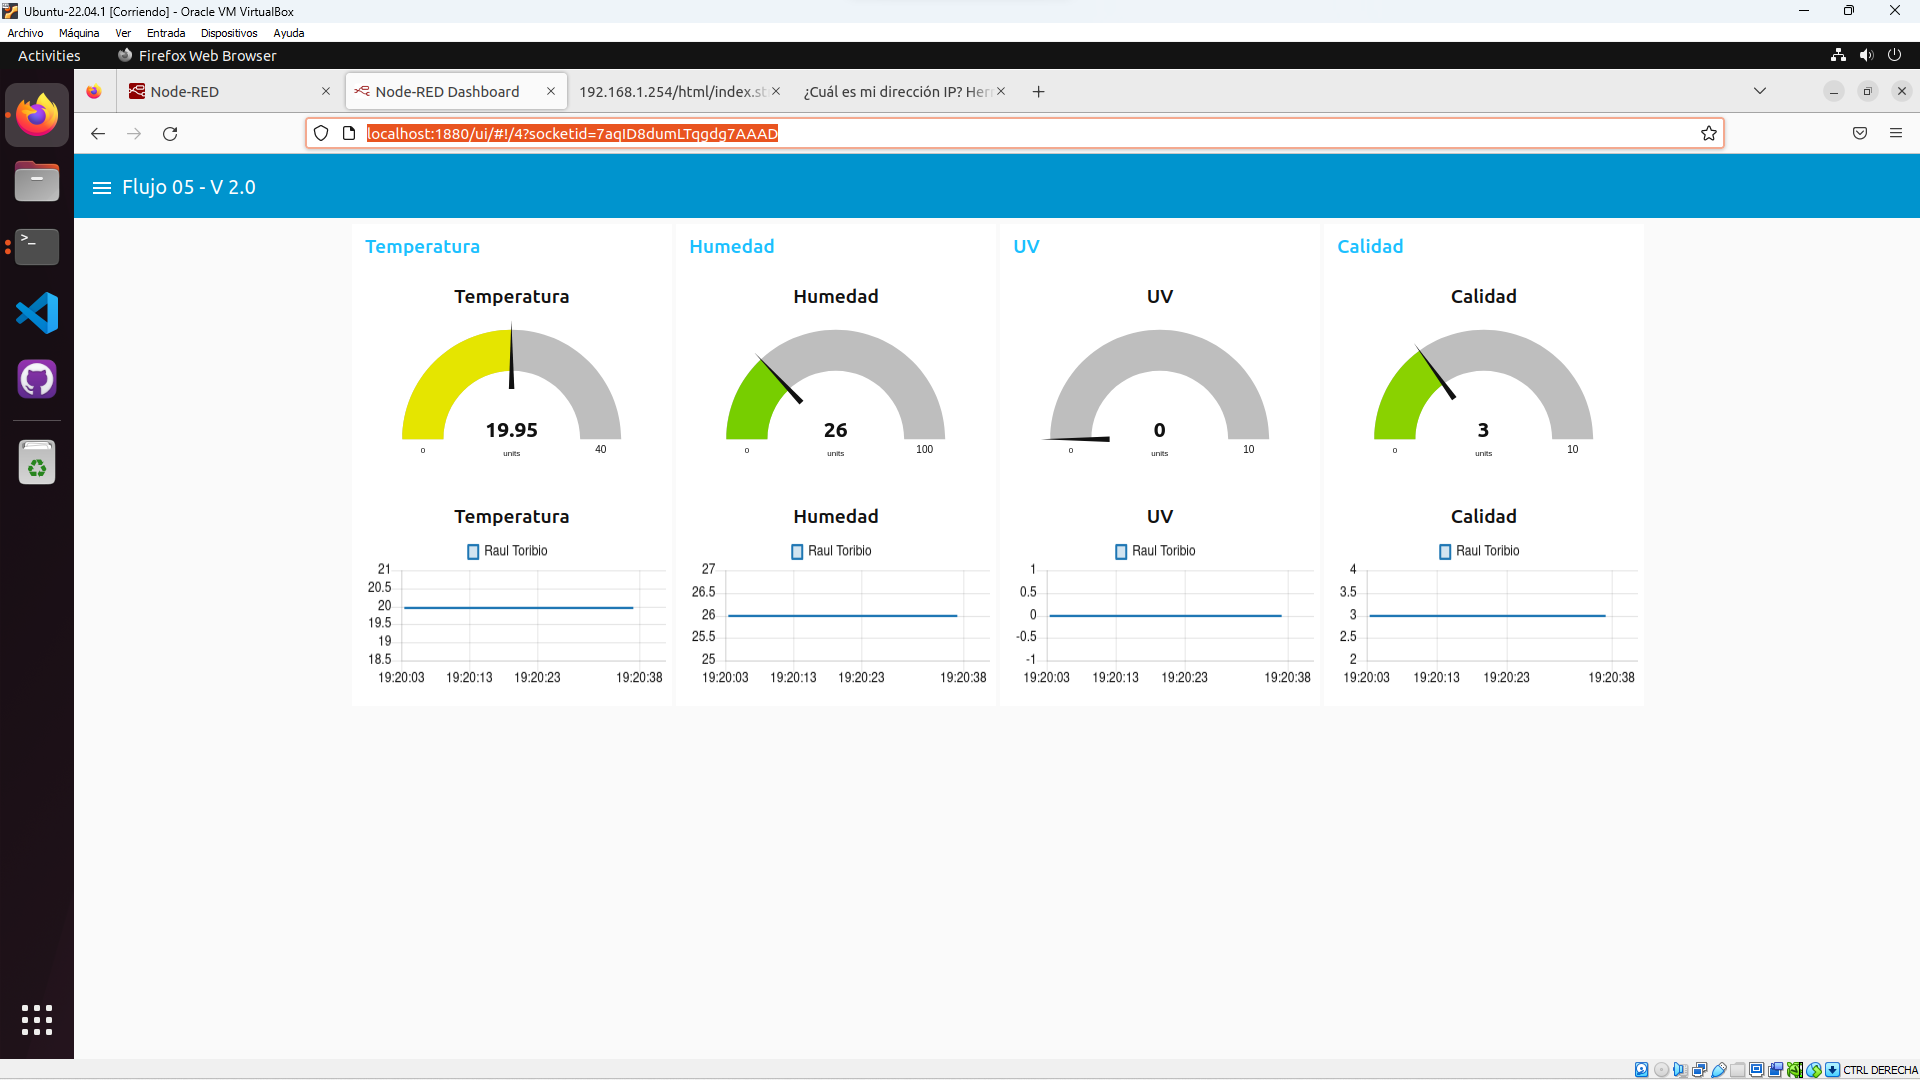 Ubuntu-22.04.1 [Corriendo] - Oracle VM VirtualBox
Archivo Máquina Ver Entrada Dispositivos Ayuda
Activities Firefox Web Browser
Node-RED Node-RED Dashboard 192.168.1.254/html/index.st ¿Cuál es mi dirección IP? Herr
localhost:1880/ui/#!/4?socketid=7aqID8dumLTqgdg7AAAD
Flujo 05 - V 2.0
Temperatura Humedad UV Calidad
Temperatura Humedad UV Calidad
19.95 26 0 3
0 units 40 0 units 100 0 units 10 0 units 10
Temperatura Humedad UV Calidad
Raul Toribio Raul Toribio Raul Toribio Raul Toribio
21 27 1 4
20.5 26.5 0.5 3.5
20 26 0 3
19.5 25.5 -0.5 2.5
19 25 -1 2
18.5
19:20:03 19:20:13 19:20:23 19:20:38 19:20:03 19:20:13 19:20:23 19:20:38 19:20:03 19:20:13 19:20:23 19:20:38 19:20:03 19:20:13 19:20:23 19:20:38
CTRL DERECHA